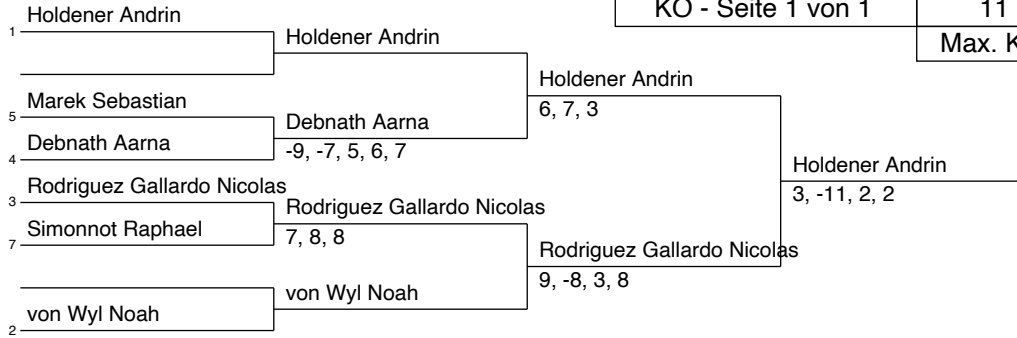 KO - Seite 1 von 1
11
Max. K
Holdener Andrin
1
Holdener Andrin
Holdener Andrin
6, 7, 3
Marek Sebastian
5
Debnath Aarna
-9, -7, 5, 6, 7
Debnath Aarna
4
Holdener Andrin
3, -11, 2, 2
Rodriguez Gallardo Nicolas
3
Rodriguez Gallardo Nicolas
7, 8, 8
Simonnot Raphael
7
Rodriguez Gallardo Nicolas
9, -8, 3, 8
von Wyl Noah
von Wyl Noah
2